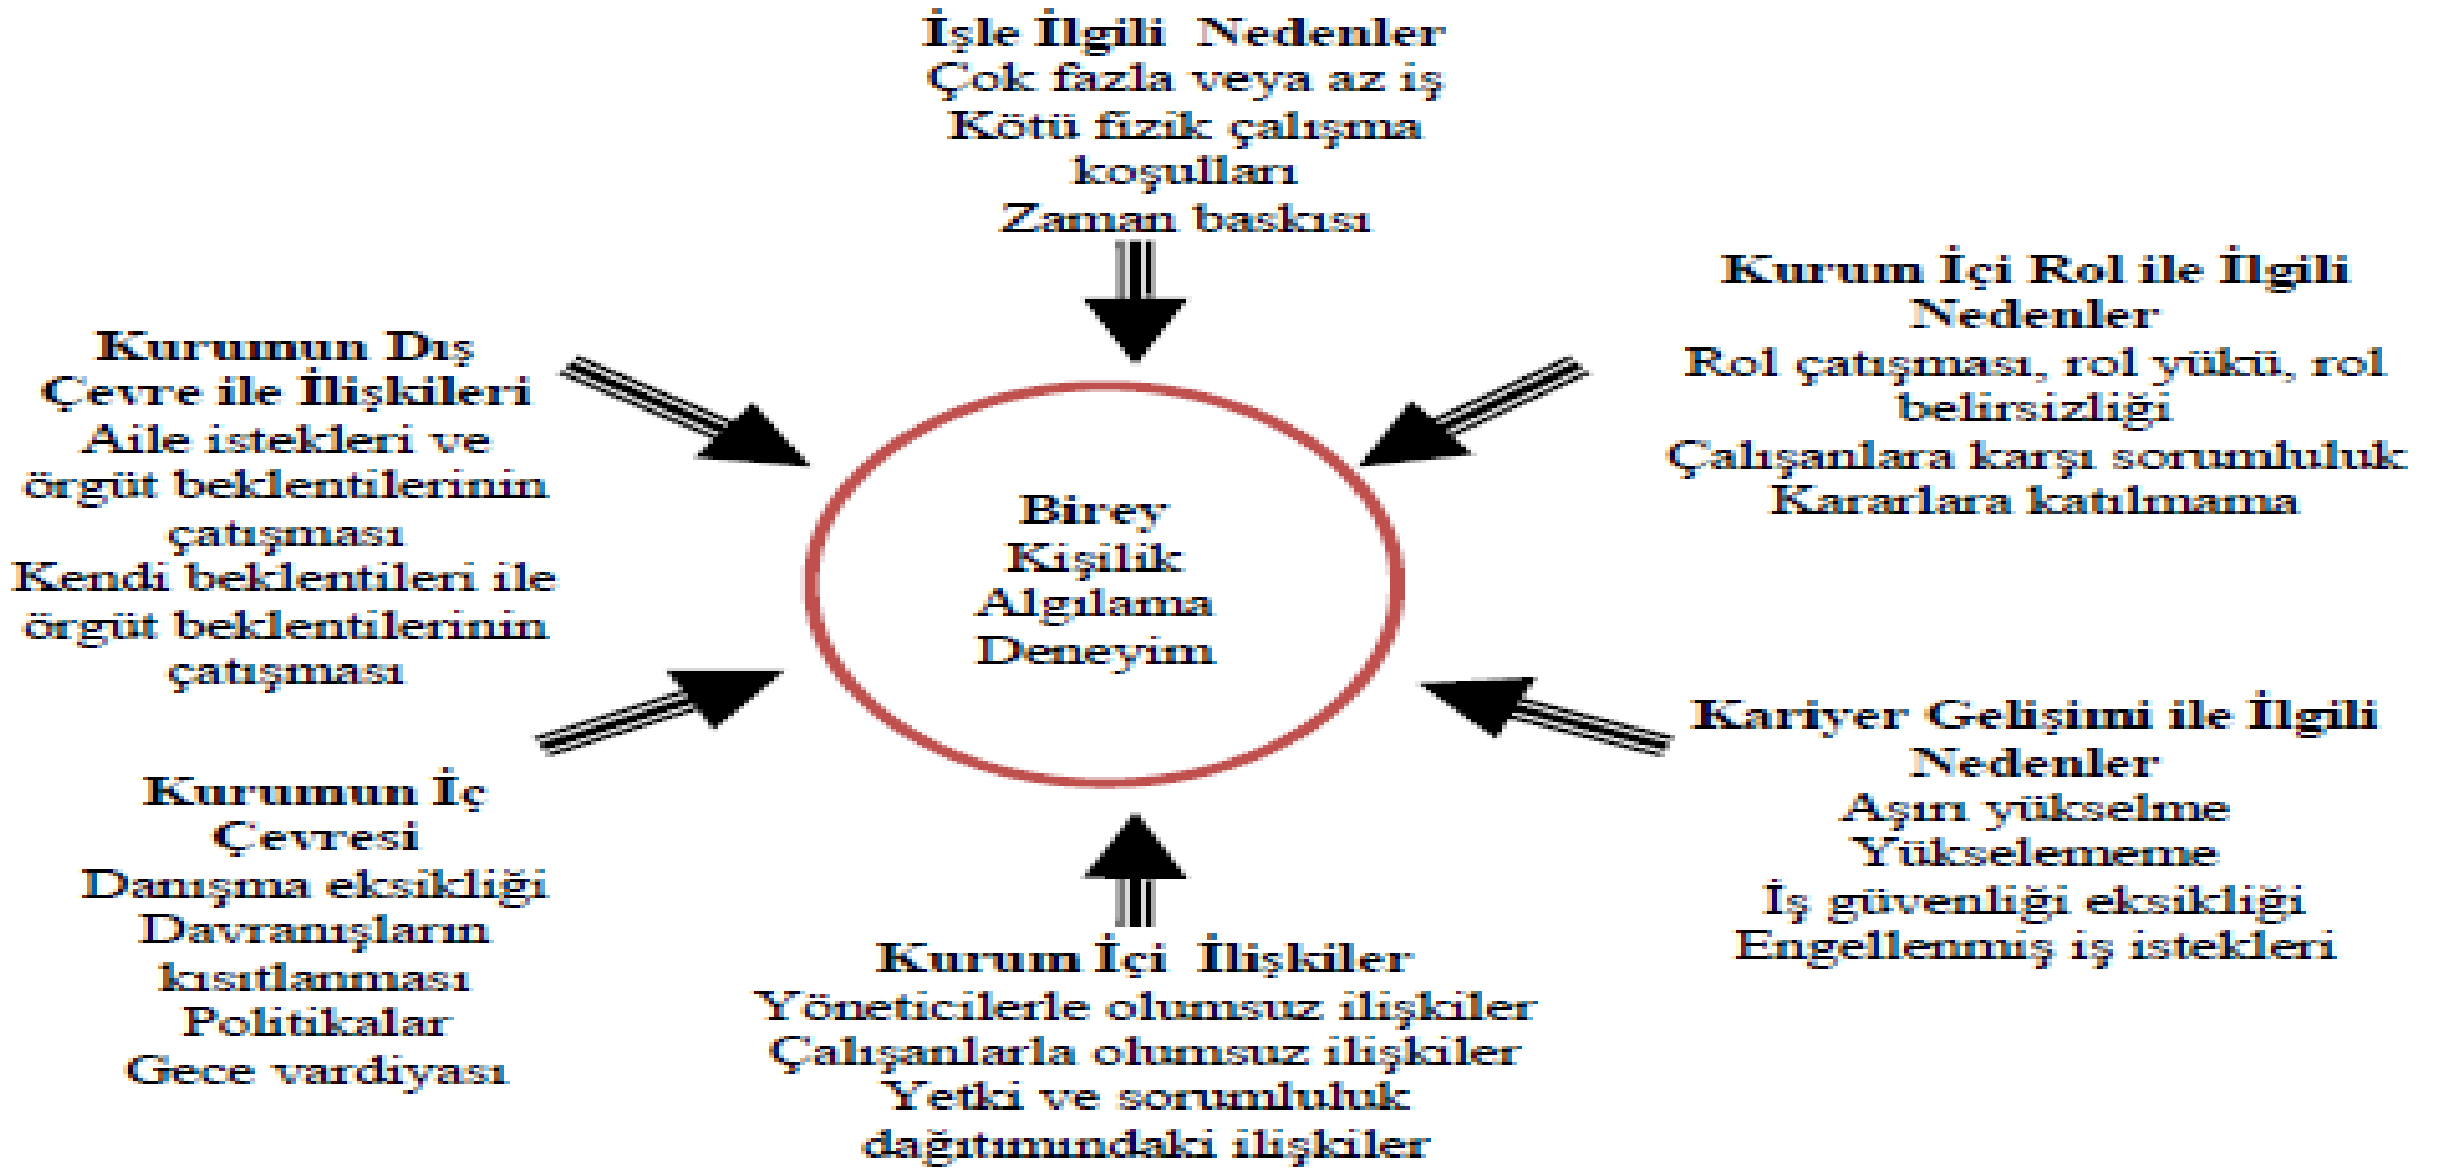 İşle İlgili Nedenler
Çok fazla veya az iş
Kötü fizik çalışma
koşulları
Zaman baskısı
Kurum İçi Rol ile İlgili
Nedenler
Rol çatışması, rol yükü, rol
belirsizliği
Çalışanlara karşı sorumluluk
Kararlara katılmama
Kurumun Dış
Çevre ile İlişkileri
Aile istekleri ve
örgüt beklentilerinin
çatışması
Kendi beklentileri ile
örgüt beklentilerinin
çatışması
Birey
Kişilik
Algılama
Deneyim
Kariyer Gelişimi ile İlgili
Nedenler
Aşırı yükselme
Yükselememe
İş güvenliği eksikliği
Engellenmiş iş istekleri
Kurumun İç
Çevresi
Danışma eksikliği
Davranışların
kısıtlanması
Politikalar
Gece vardiyası
Kurum İçi İlişkiler
Yöneticilerle olumsuz ilişkiler
Çalışanlarla olumsuz ilişkiler
Yetki ve sorumluluk
dağıtımındaki ilişkiler